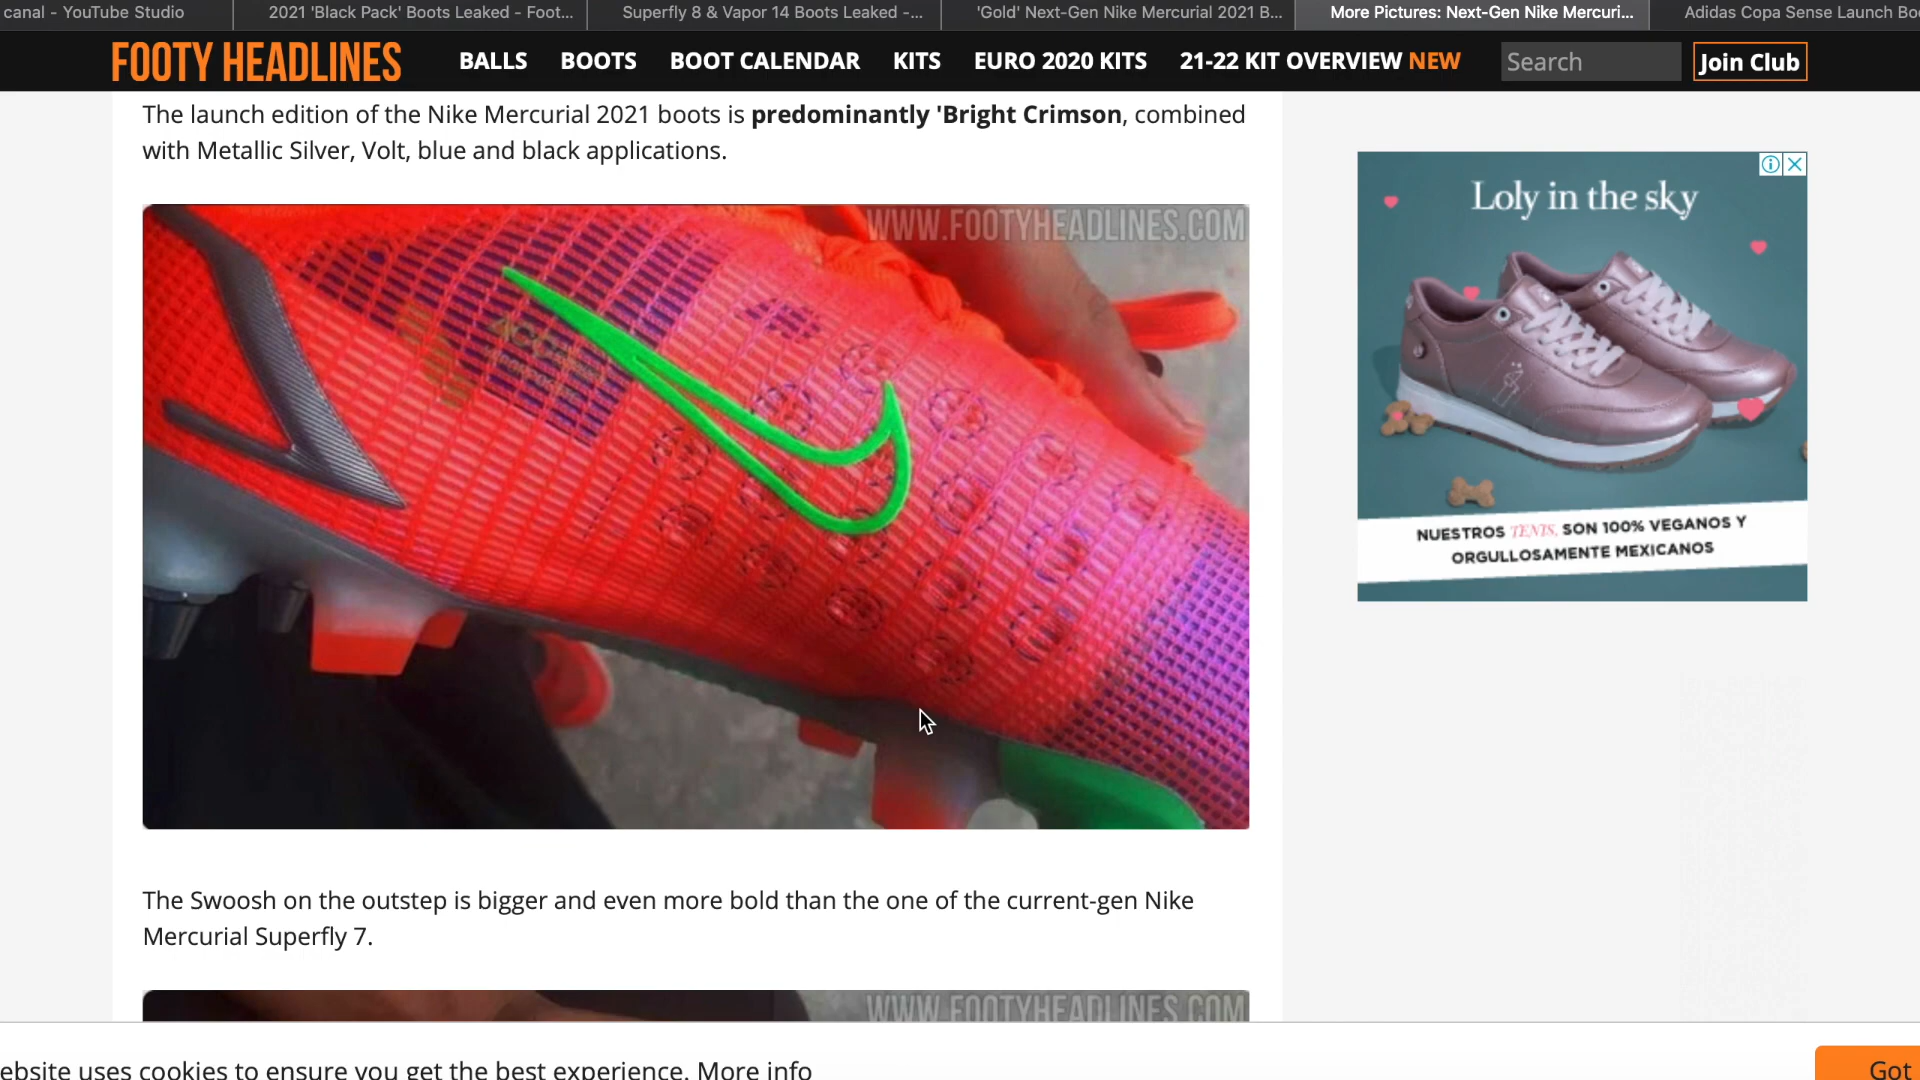 canal - YouTube Studio
2021 'Black Pack' Boots Leaked - Foot...
Superfly 8 & Vapor 14 Boots Leaked -...
'Gold' Next-Gen Nike Mercurial 2021 B...
More Pictures: Next-Gen Nike Mercuri...
Adidas Copa Sense Launch Bo
FOOTY HEADLINES
BALLS
BOOTS
BOOT CALENDAR
KITS
EURO 2020 KITS
21-22 KIT OVERVIEW NEW
Search
Join Club
The launch edition of the Nike Mercurial 2021 boots is predominantly 'Bright Crimson, combined
with Metallic Silver, Volt, blue and black applications.
WWW.FOOTYHEADLINES.COM
Loly in the sky
NUESTROS TENIS, SON 100% VEGANOS Y
ORGULLOSAMENTE MEXICANOS
The Swoosh on the outstep is bigger and even more bold than the one of the current-gen Nike
Mercurial Superfly 7.
WWW.FOOTYHEADLINES.COM
ebsite uses cookies to ensure you get the best experience. More info
Got